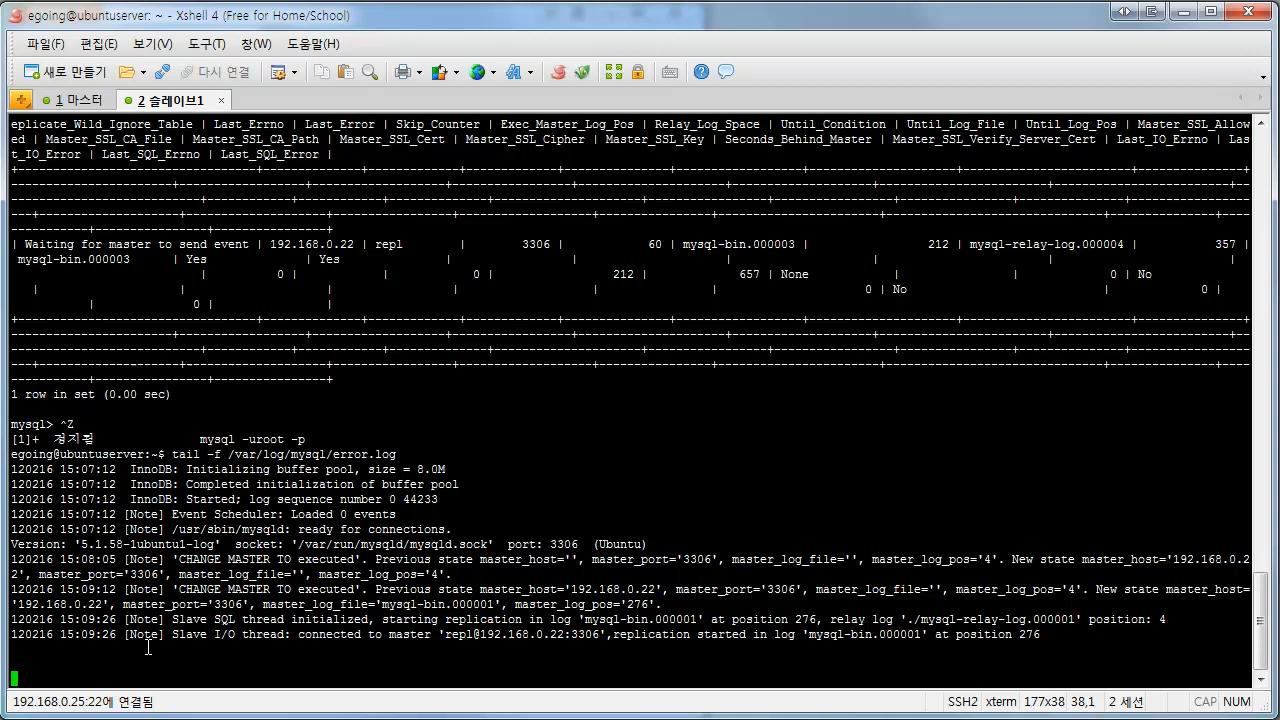 egoing@ubuntuserver: ~ - Xshell 4 (Free for Home/School)
파일(F) 편집(E) 보기(V) 도구(T) 창(W) 도움말(H)
새로 만들기 다시 연결
1 마스터 2 슬레이브1 ×
eplicate_Wild_Ignore_Table | Last_Errno | Last_Error | Skip_Counter | Exec_Master_Log_Pos | Relay_Log_Space | Until_Condition | Until_Log_File | Until_Log_Pos | Master_SSL_Allow
ed | Master_SSL_CA_File | Master_SSL_CA_Path | Master_SSL_Cert | Master_SSL_Cipher | Master_SSL_Key | Seconds_Behind_Master | Master_SSL_Verify_Server_Cert | Last_IO_Errno | Las
t_IO_Error | Last_SQL_Errno | Last_SQL_Error |
| Waiting for master to send event | 192.168.0.22 | repl | 3306 | 60 | mysql-bin.000003 | 212 | mysql-relay-log.000004 | 357 |
mysql-bin.000003 | Yes | Yes | | | | | | |
| 0 | | 0 | 212 | 657 | None | | 0 | No
| | | | | | 0 | No | 0 |
| 0 | |
1 row in set (0.00 sec)
mysql> ^Z
[1]+ 정지됨 mysql -uroot -p
egoing@ubuntuserver:~$ tail -f /var/log/mysql/error.log
120216 15:07:12 InnoDB: Initializing buffer pool, size = 8.0M
120216 15:07:12 InnoDB: Completed initialization of buffer pool
120216 15:07:12 InnoDB: Started; log sequence number 0 44233
120216 15:07:12 [Note] Event Scheduler: Loaded 0 events
120216 15:07:12 [Note] /usr/sbin/mysqld: ready for connections.
Version: '5.1.58-1ubuntu1-log' socket: '/var/run/mysqld/mysqld.sock' port: 3306 (Ubuntu)
120216 15:08:05 [Note] 'CHANGE MASTER TO executed'. Previous state master_host='', master_port='3306', master_log_file='', master_log_pos='4'. New state master_host='192.168.0.2
2', master_port='3306', master_log_file='', master_log_pos='4'.
120216 15:09:12 [Note] 'CHANGE MASTER TO executed'. Previous state master_host='192.168.0.22', master_port='3306', master_log_file='', master_log_pos='4'. New state master_host=
'192.168.0.22', master_port='3306', master_log_file='mysql-bin.000001', master_log_pos='276'.
120216 15:09:26 [Note] Slave SQL thread initialized, starting replication in log 'mysql-bin.000001' at position 276, relay log './mysql-relay-log.000001' position: 4
120216 15:09:26 [Note] Slave I/O thread: connected to master 'repl@192.168.0.22:3306',replication started in log 'mysql-bin.000001' at position 276
192.168.0.25:22에 연결됨 SSH2 xterm 177x38 38,1 2 세션 CAP NUM